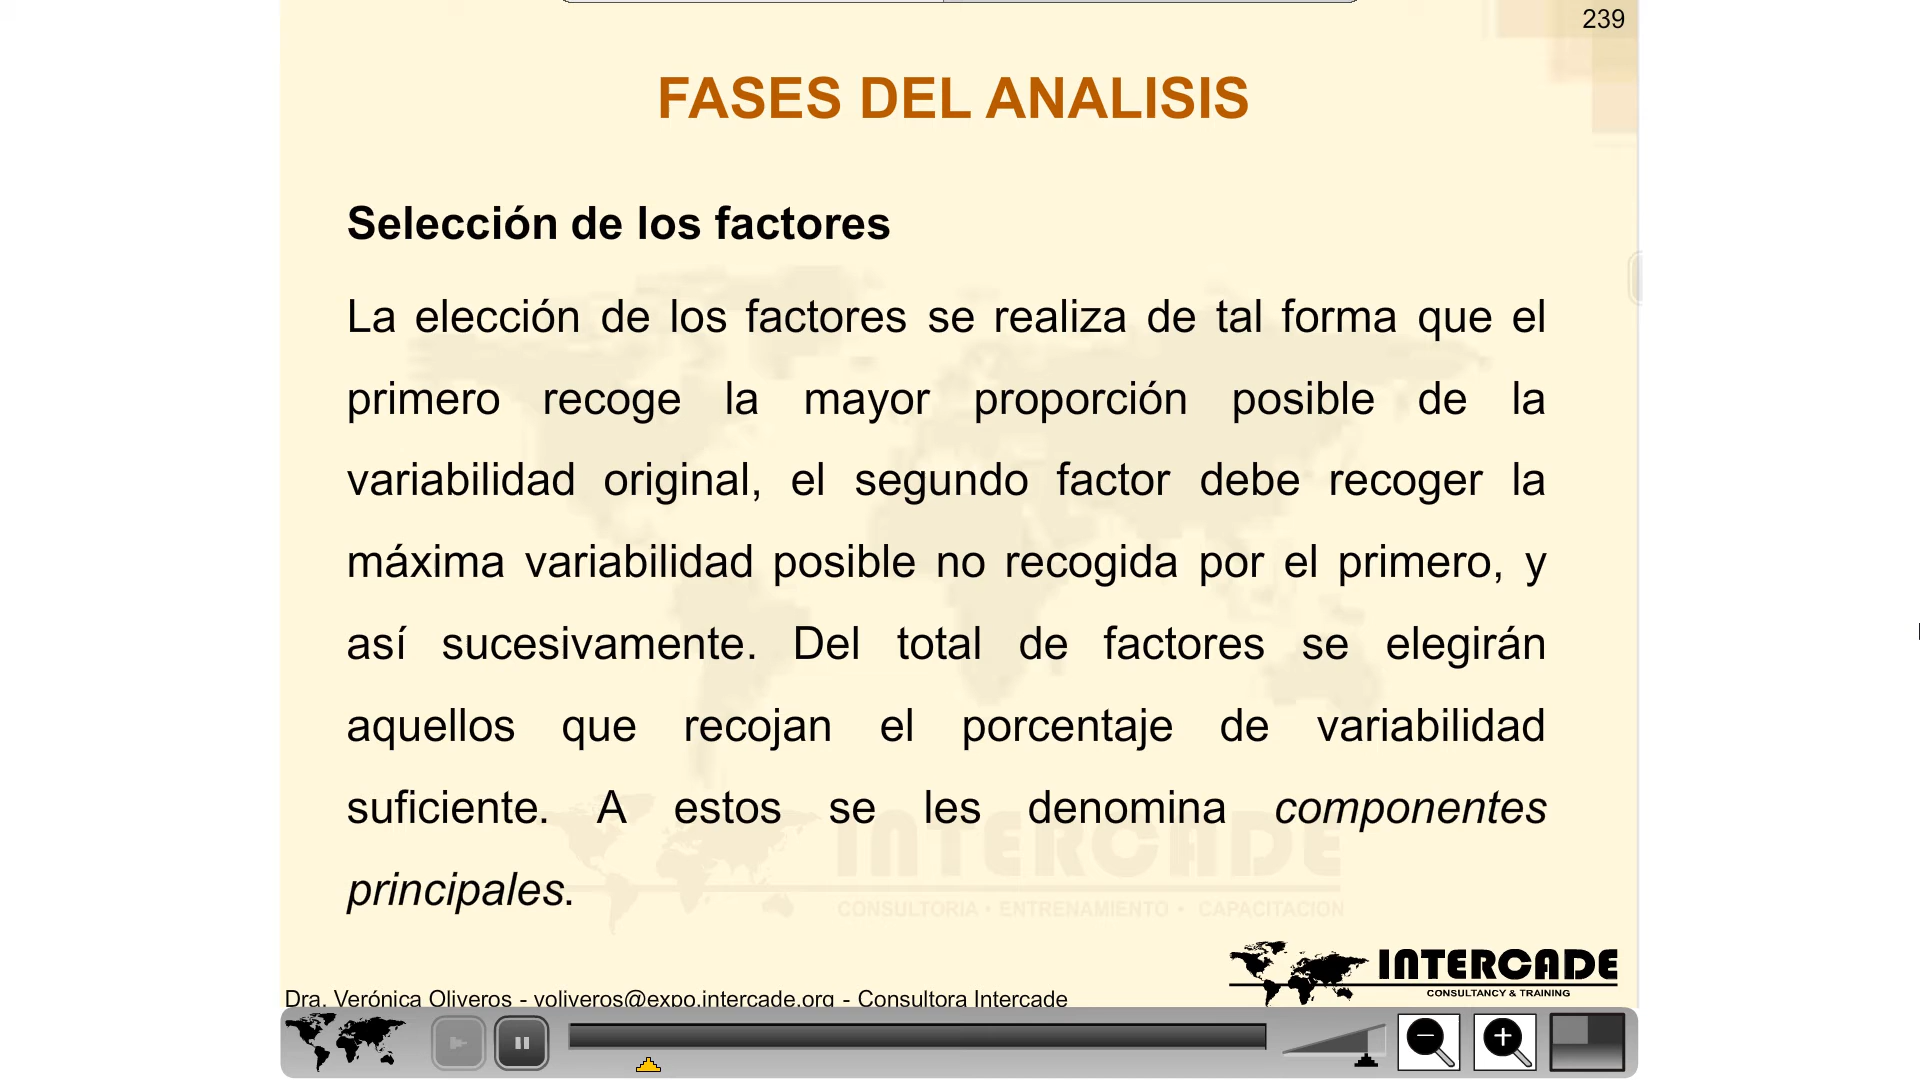 239
FASES DEL ANALISIS
Selección de los factores
La elección de los factores se realiza de tal forma que el
primero recoge la mayor proporción posible de la
variabilidad original, el segundo factor debe recoger la
máxima variabilidad posible no recogida por el primero, y
así sucesivamente. Del total de factores se elegirán
aquellos que recojan el porcentaje de variabilidad
suficiente. A estos se les denomina componentes
principales.
INTERCADE
CONSULTORIA • ENTRENAMIENTO • CAPACITACION
INTERCADE
CONSULTANCY & TRAINING
Dra. Verónica Oliveros - voliveros@expo.intercade.org - Consultora Intercade